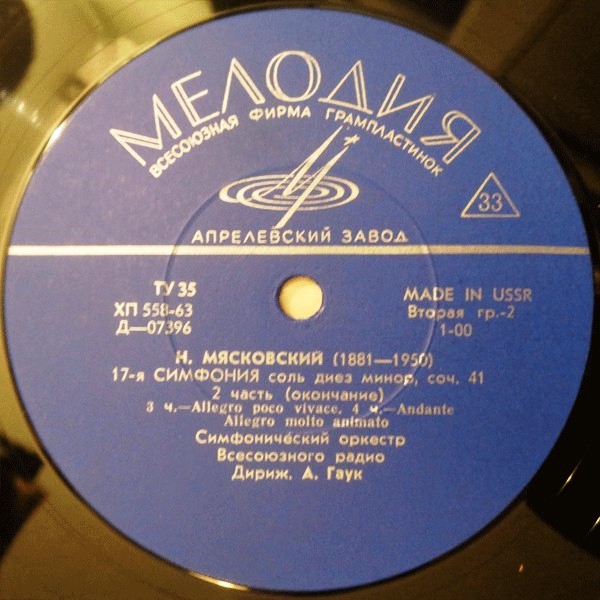 МЕЛОДИЯ
ВСЕСОЮЗНАЯ ФИРМА ГРАМПЛАСТИНОК
33
АПРЕЛЕВСКИЙ ЗАВОД
ТУ 35
ХП 558-63
Д—07396
MADE IN USSR
Вторая гр.-2
1-00
Н. МЯСКОВСКИЙ (1881—1950)
17-я СИМФОНИЯ соль диез минор, соч. 41
2 часть (окончание)
3 ч.—Allegro poco vivace. 4 ч.—Andante
Allegro molto animato
Симфонический оркестр
Всесоюзного радио
Дириж. А. Гаук